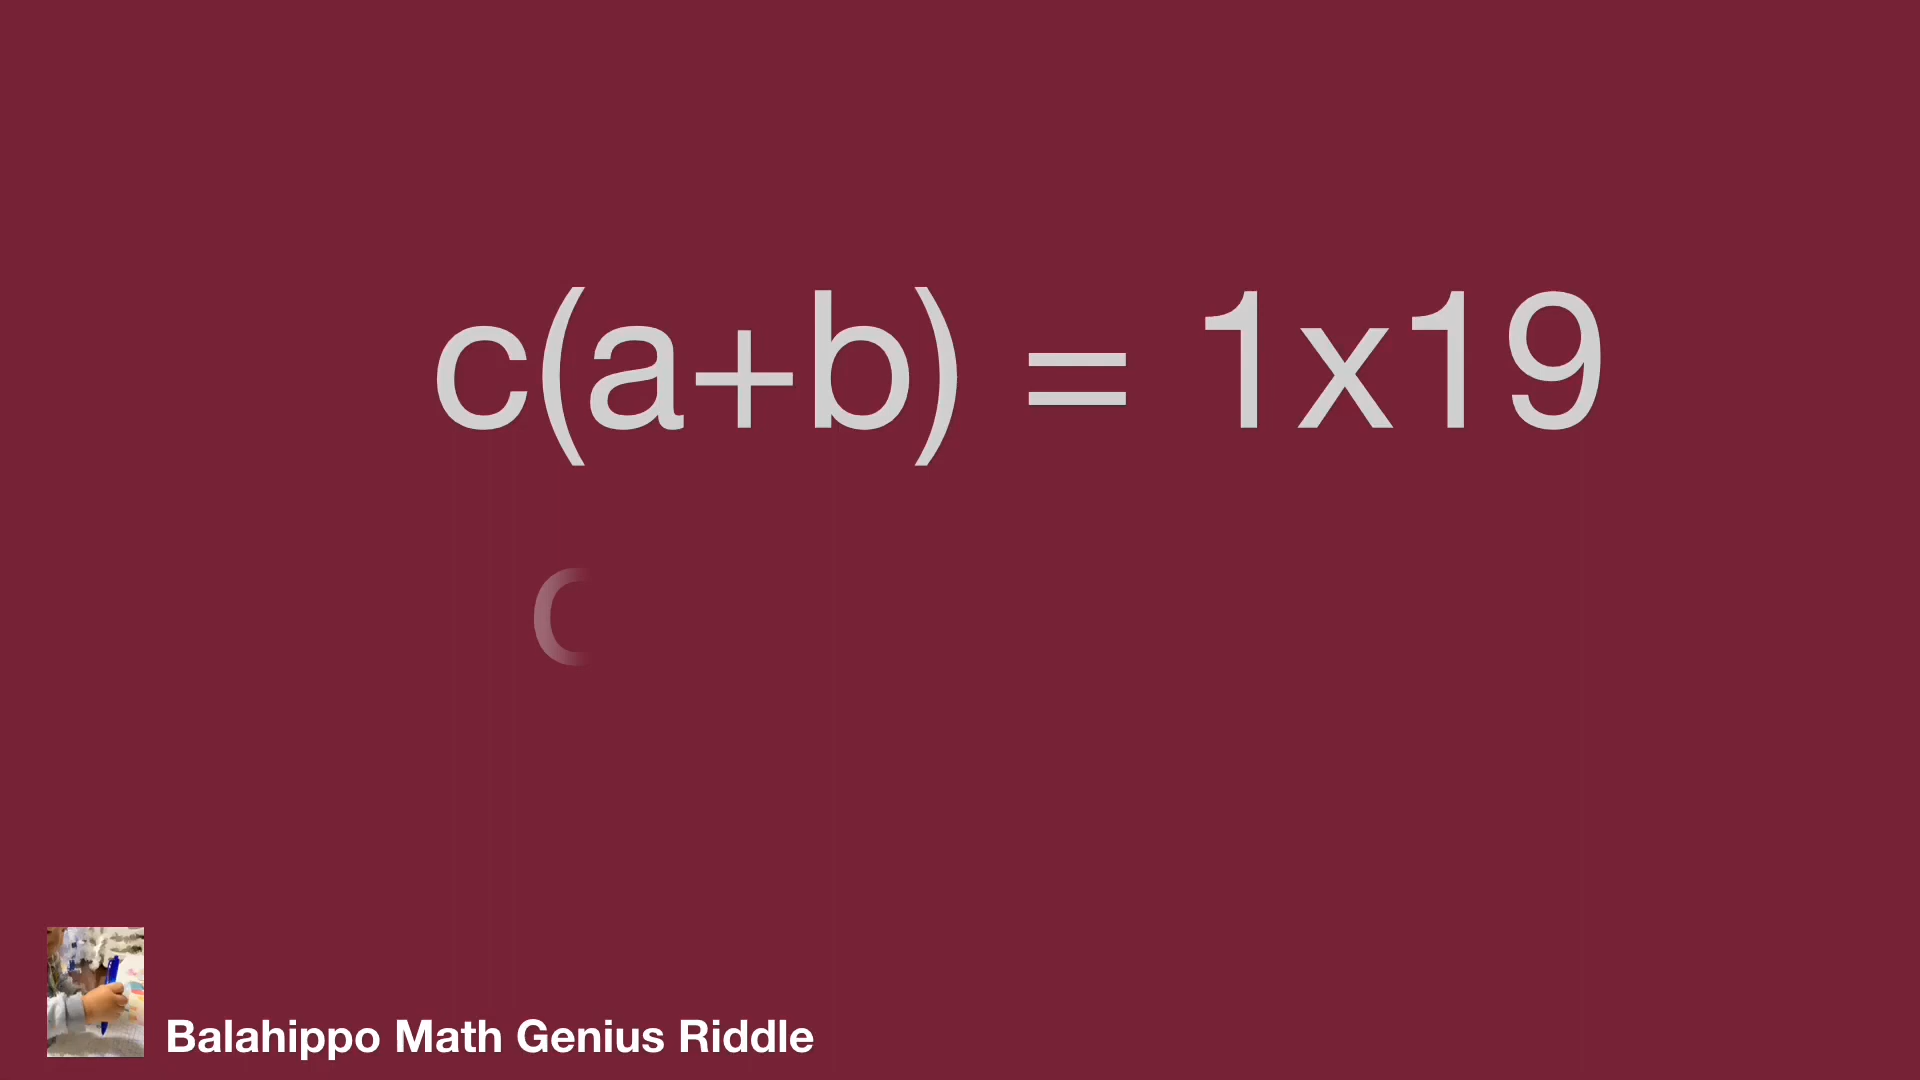 c(a+b) = 1x19
Balahippo Math Genius Riddle